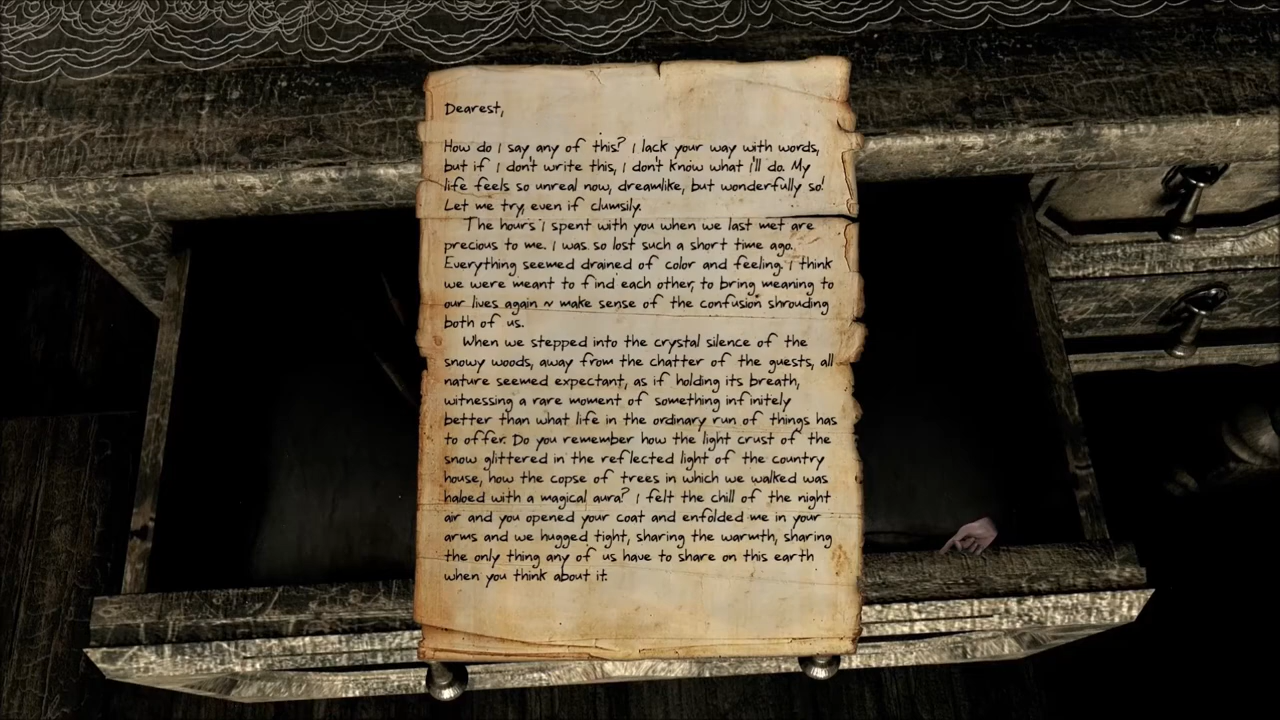 Dearest,
How do I say any of this? I lack your way with words,
but if I don't write this, I don't know what I'll do. My
life feels so unreal now, dreamlike, but wonderfully so!
Let me try, even if clumsily.
The hours I spent with you when we last met are
precious to me. I was so lost such a short time ago.
Everything seemed drained of color and feeling. I think
we were meant to find each other, to bring meaning to
our lives again ~ make sense of the confusion shrouding
both of us.
When we stepped into the crystal silence of the
snowy woods, away from the chatter of the guests, all
nature seemed expectant, as if holding its breath,
witnessing a rare moment of something infinitely
better than what life in the ordinary run of things has
to offer. Do you remember how the light crust of the
snow glittered in the reflected light of the country
house, how the copse of trees in which we walked was
haloed with a magical aura? I felt the chill of the night
air and you opened your coat and enfolded me in your
arms and we hugged tight, sharing the warmth, sharing
the only thing any of us have to share on this earth
when you think about it.